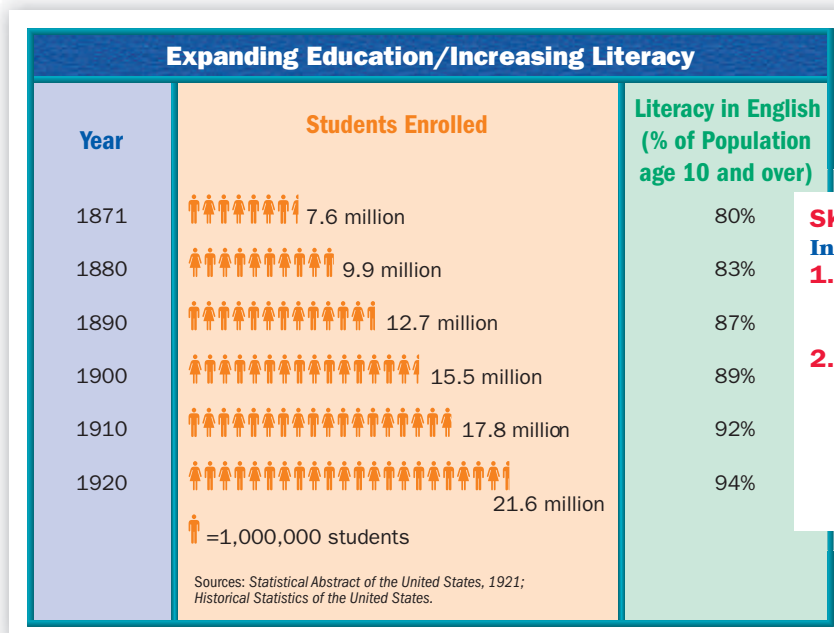 Expanding Education/Increasing Literacy
Year
Students Enrolled
Literacy in English
(% of Population
age 10 and over)
1871 7.6 million 80%
1880 9.9 million 83%
1890 12.7 million 87%
1900 15.5 million 89%
1910 17.8 million 92%
1920 21.6 million 94%
=1,000,000 students
Sources: Statistical Abstract of the United States, 1921;
Historical Statistics of the United States.
1.
2.